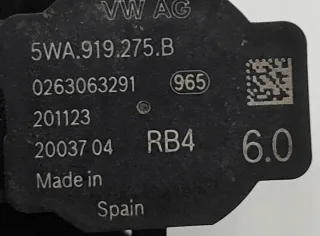 VW AG
5WA.919.275.B
0263063291 965
201123
20037 04 RB4 6.0
Made in
Spain